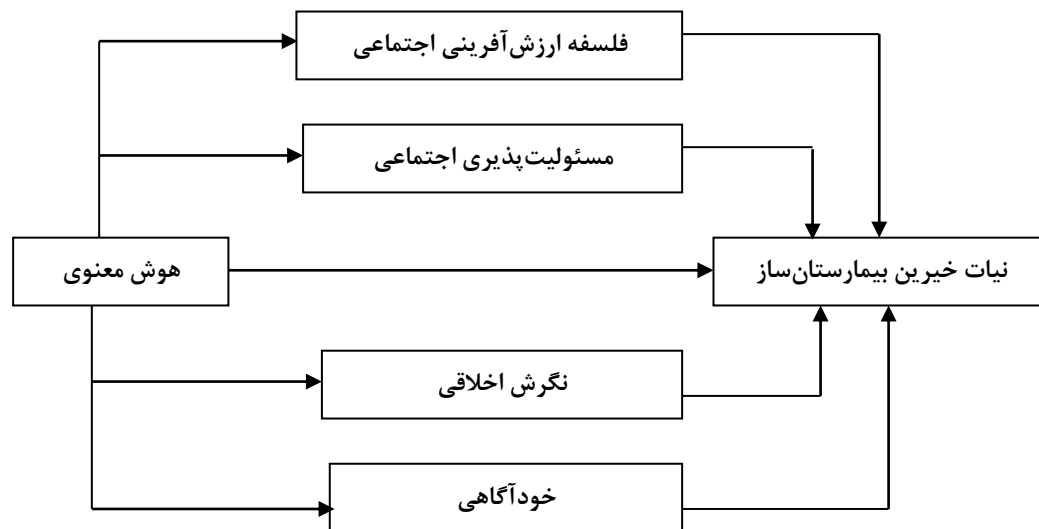 فلسفه ارزش‌آفرینی اجتماعی
مسئولیت‌پذیری اجتماعی
هوش معنوی
نیات خیرین بیمارستان‌ساز
نگرش اخلاقی
خودآگاهی